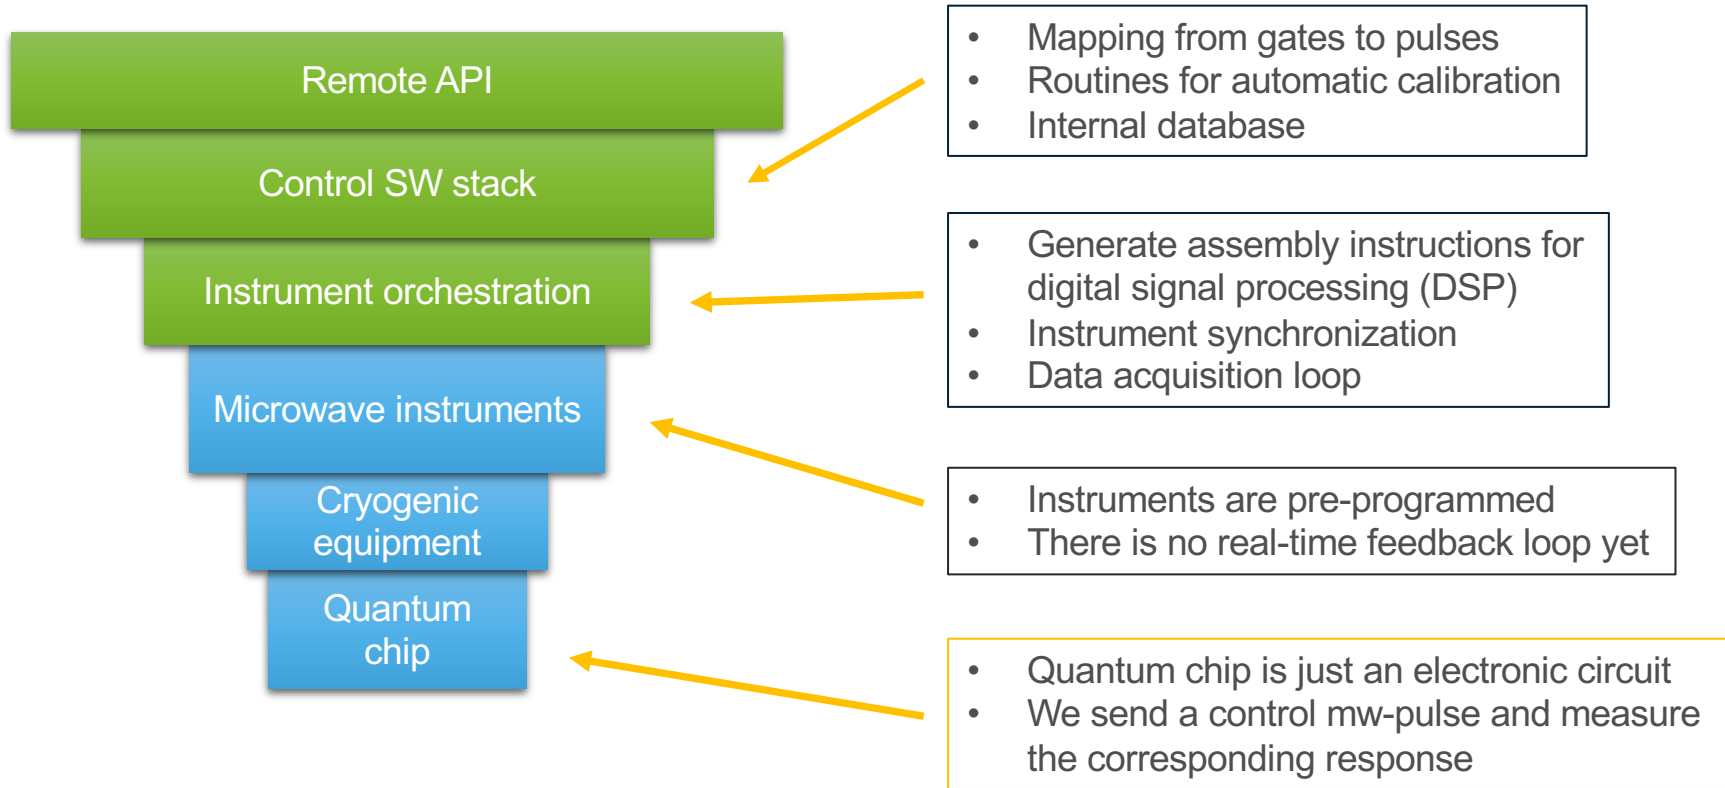 Remote API
Control SW stack
Instrument orchestration
Microwave instruments
Cryogenic
equipment
Quantum
chip
• Mapping from gates to pulses
• Routines for automatic calibration
• Internal database
• Generate assembly instructions for
digital signal processing (DSP)
• Instrument synchronization
• Data acquisition loop
• Instruments are pre-programmed
• There is no real-time feedback loop yet
• Quantum chip is just an electronic circuit
• We send a control mw-pulse and measure
the corresponding response